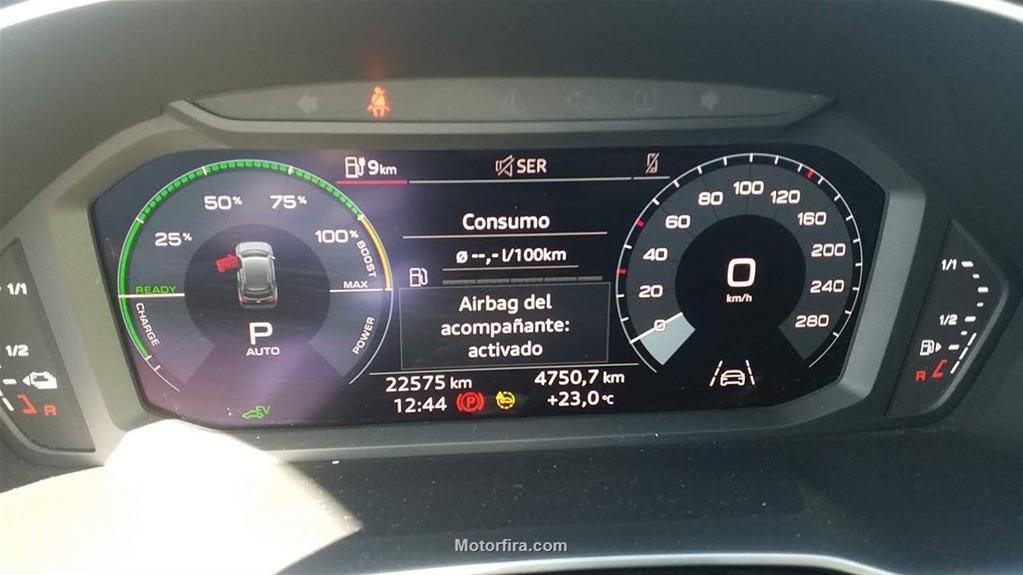 9km
SER
50%
75%
25%
100%
BOOST
READY
MAX
CHARGE
POWER
P
AUTO
EV
Consumo
ø --,- l/100km
Airbag del
acompañante:
activado
22575 km
4750,7 km
12:44
(P)
+23,0°C
0
20
40
60
80
100
120
160
200
240
280
0
km/h
1/1
1/2
R
1/1
1/2
R
Motorfira.com